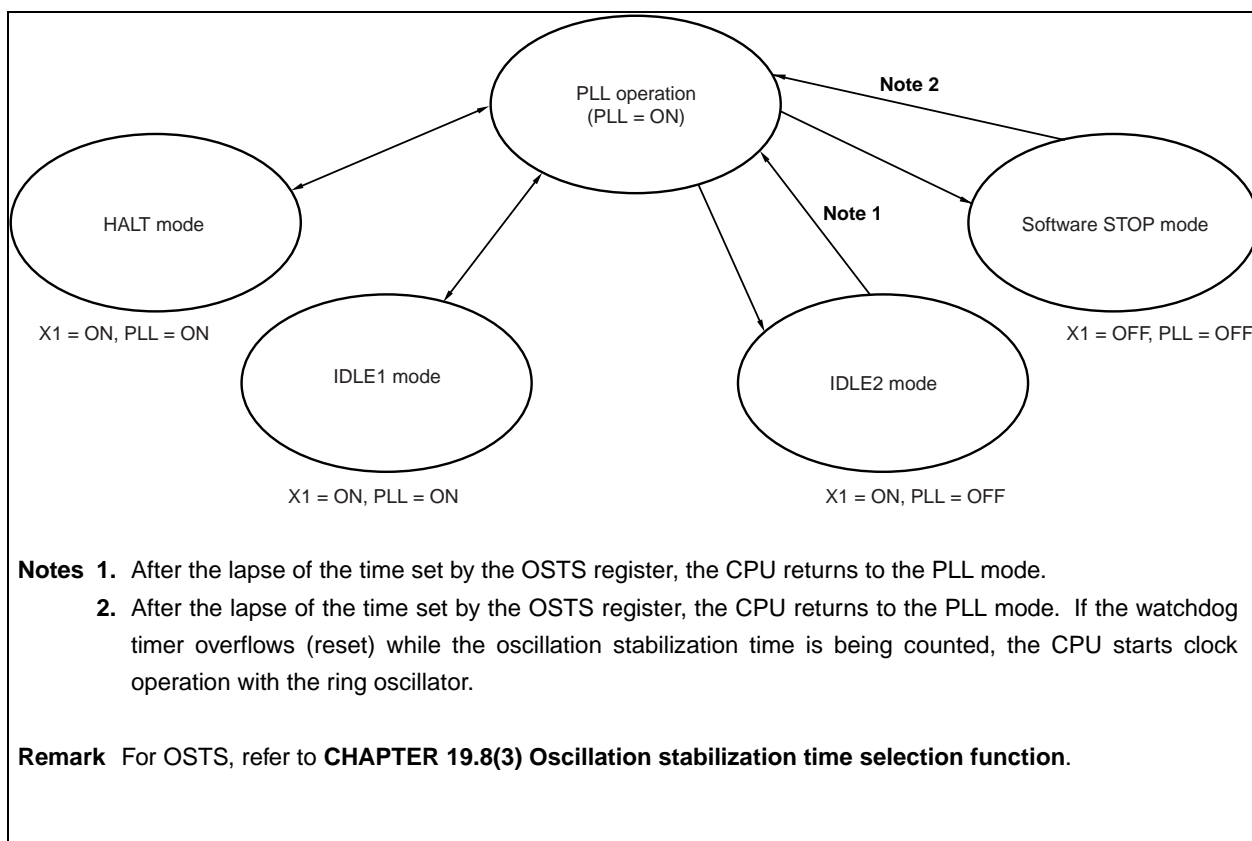 PLL operation
(PLL = ON)
Note 2
HALT mode
Note 1
Software STOP mode
X1 = ON, PLL = ON
X1 = OFF, PLL = OFF
IDLE1 mode
IDLE2 mode
X1 = ON, PLL = ON
X1 = ON, PLL = OFF
Notes 1. After the lapse of the time set by the OSTS register, the CPU returns to the PLL mode.
2. After the lapse of the time set by the OSTS register, the CPU returns to the PLL mode. If the watchdog
timer overflows (reset) while the oscillation stabilization time is being counted, the CPU starts clock
operation with the ring oscillator.
Remark For OSTS, refer to CHAPTER 19.8(3) Oscillation stabilization time selection function.